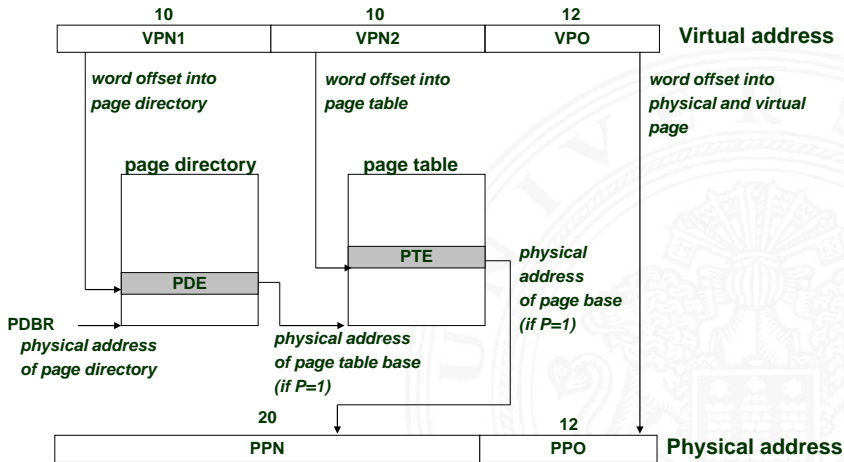 10 10 12
VPN1 VPN2 VPO Virtual address
word offset into
page directory
word offset into
page table
word offset into
physical and virtual
page
page directory
page table
PDE
PTE
physical
address
of page base
(if P=1)
PDBR
physical address
of page directory
physical address
of page table base
(if P=1)
20 12
PPN PPO Physical address
U N I V E R S